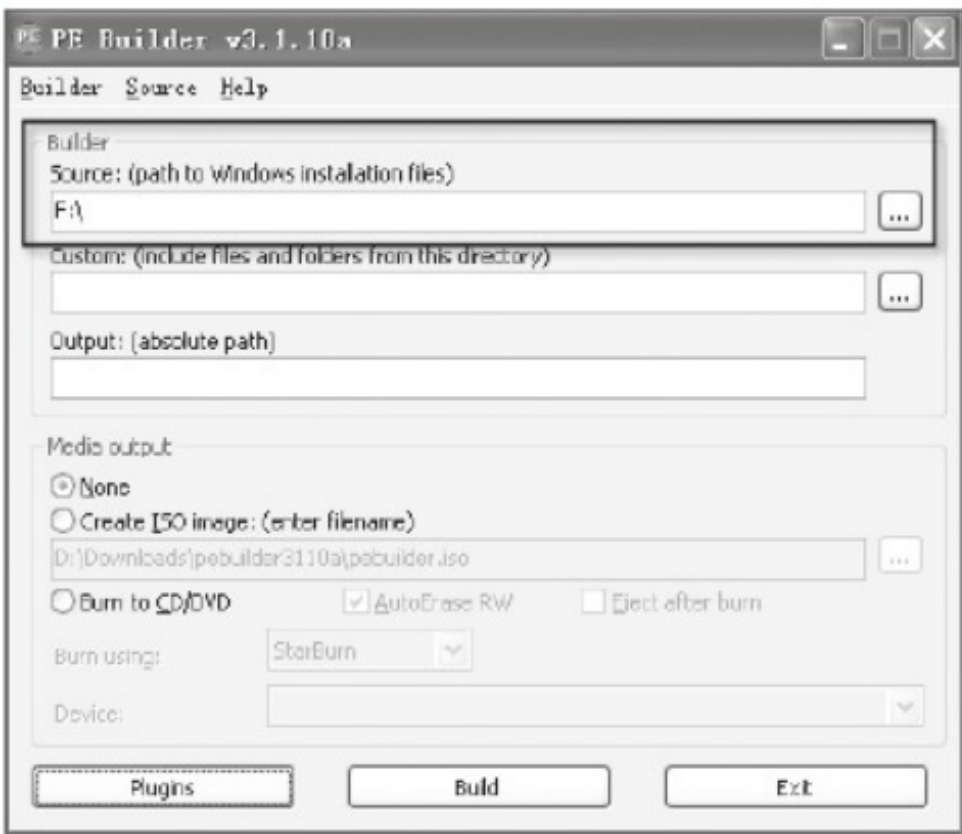 PE Builder v3.1.10a
Builder Source Help
Builder
Source: (path to Windows instalation files)
F:\
...
Custom: (include files and folders from this directory)
...
Output: (absolute path)
Media output
None
Create ISO image: (enter filename)
D:\Downloads\pebuilder3110a\pebuilder.iso
...
Burn to CD/DVD AutoErase RW Eject after burn
Burn using: StarBurn
Device:
Plugins Build Exit